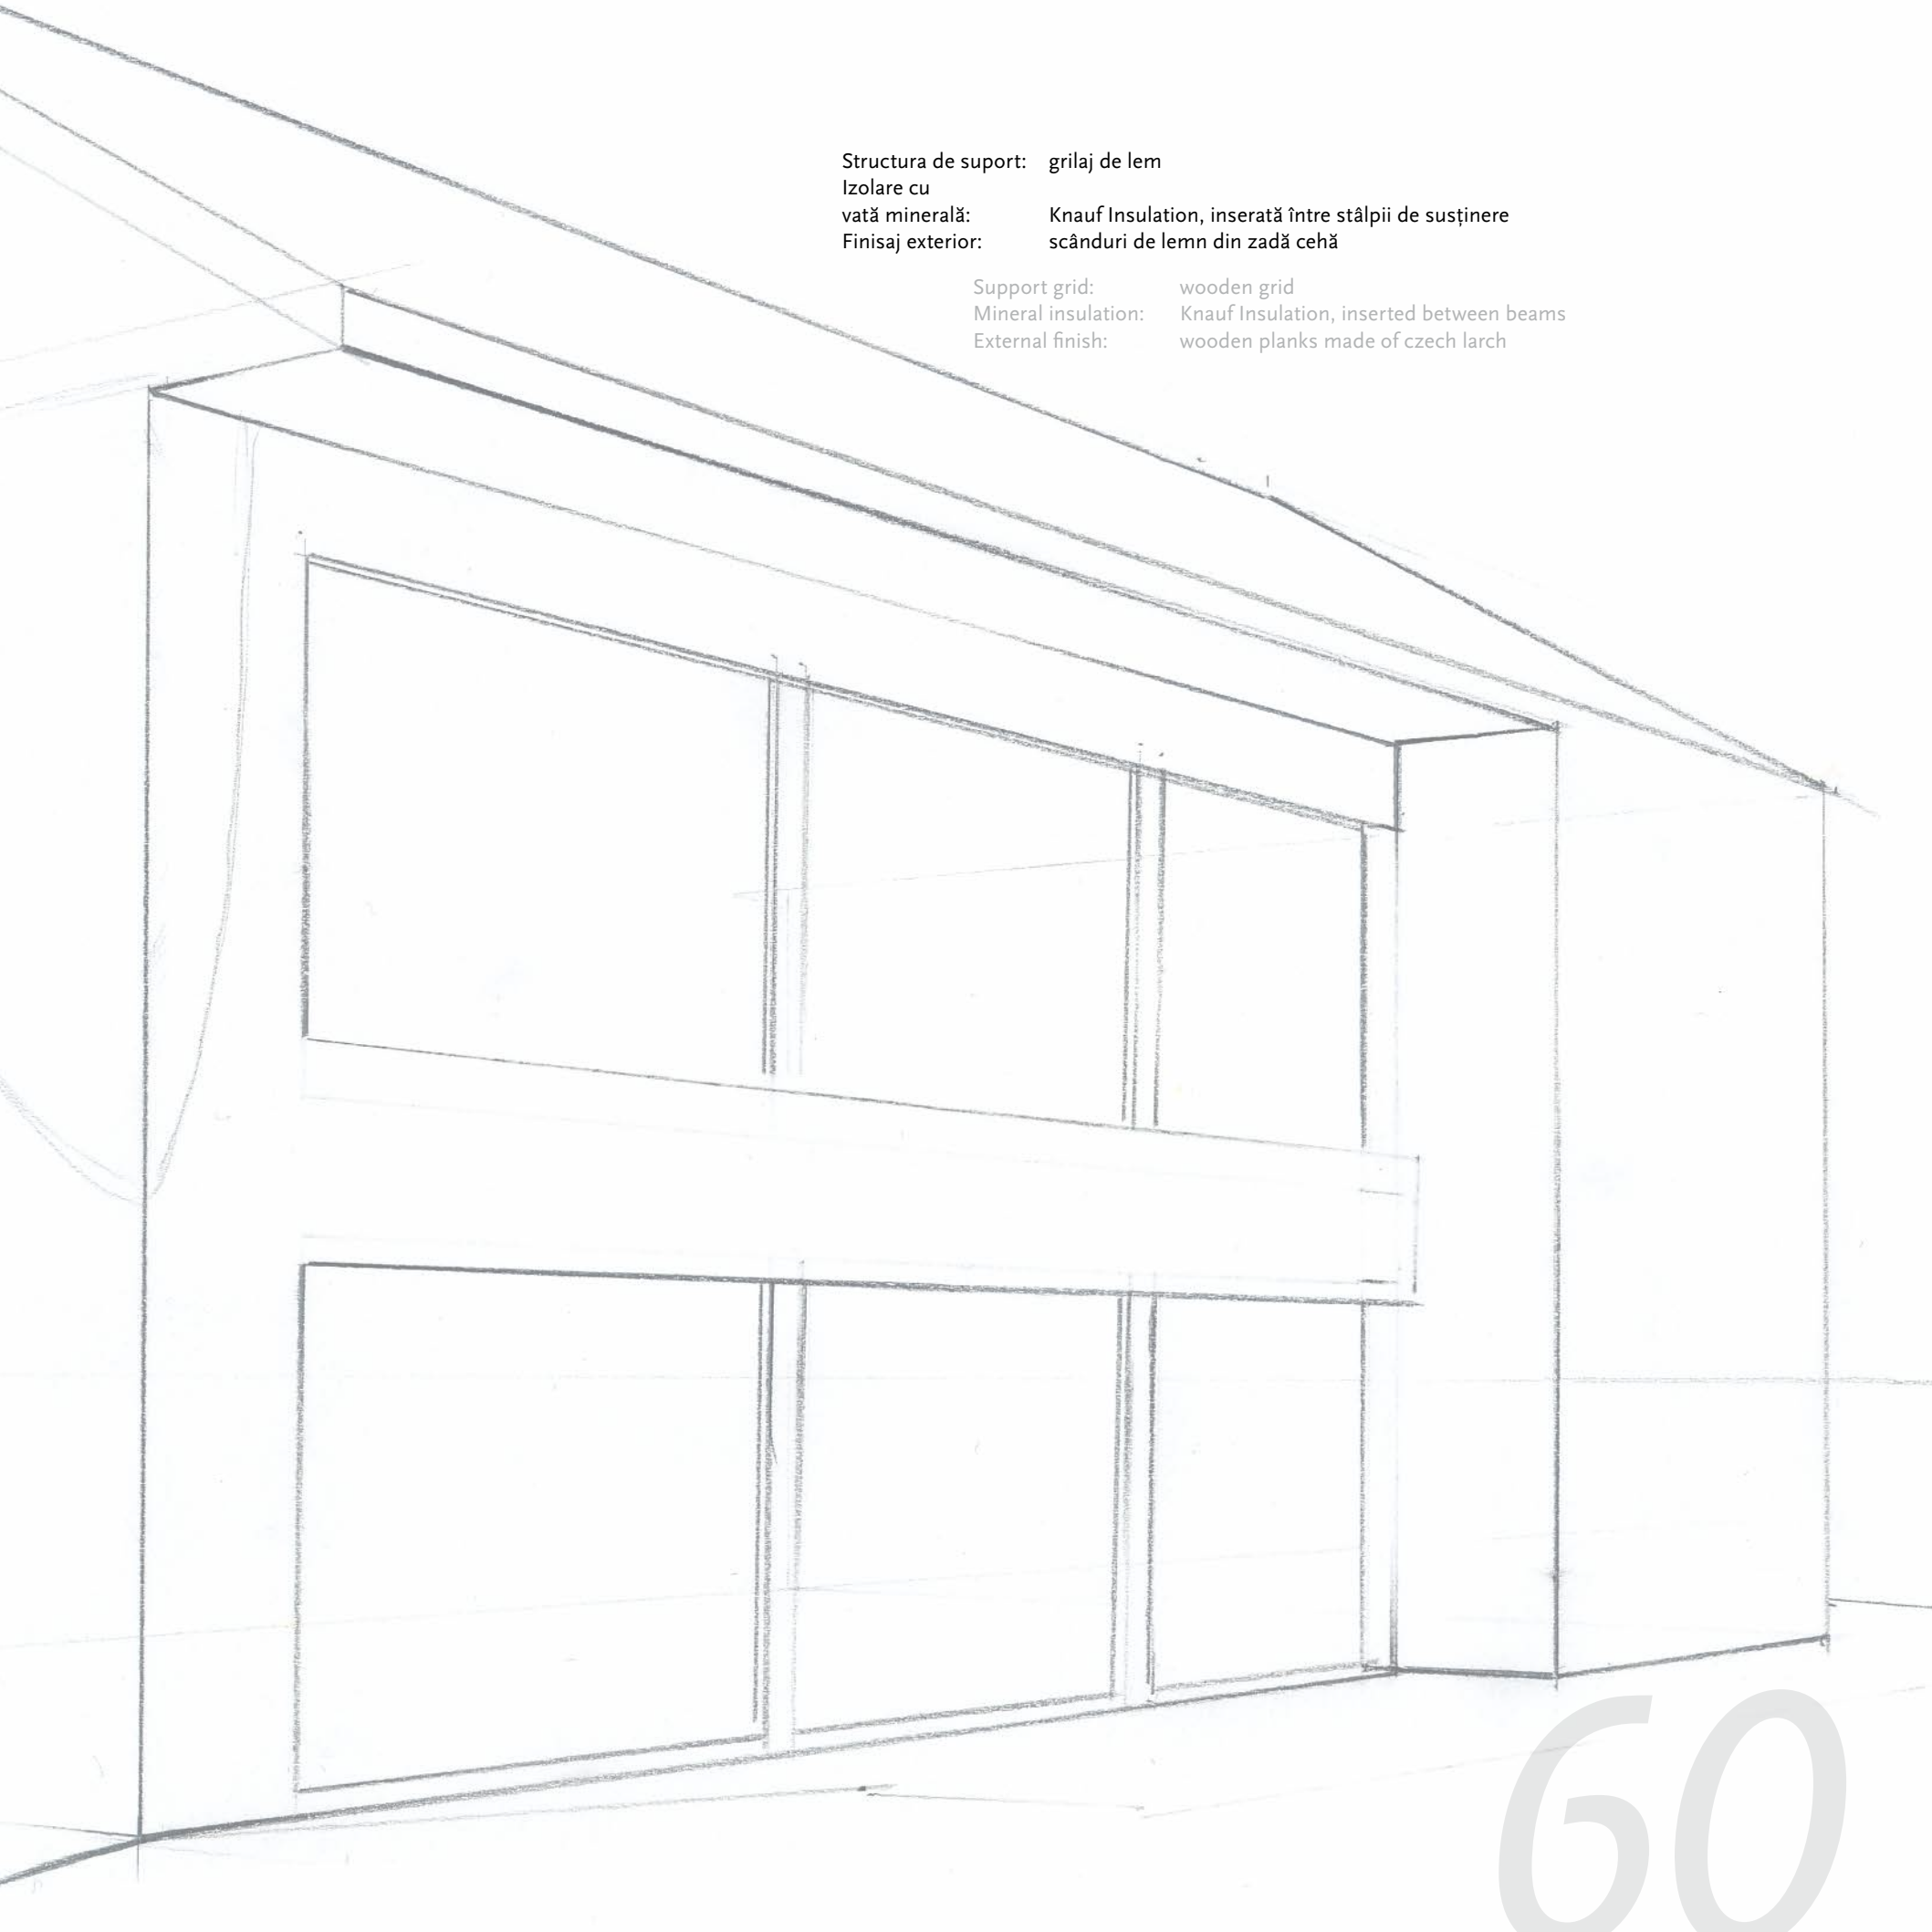 Structura de suport: grilaj de lem
Izolare cu
vată minerală: Knauf Insulation, inserată între stâlpii de susținere
Finisaj exterior: scânduri de lemn din zadă cehă
Support grid: wooden grid
Mineral insulation: Knauf Insulation, inserted between beams
External finish: wooden planks made of czech larch
60